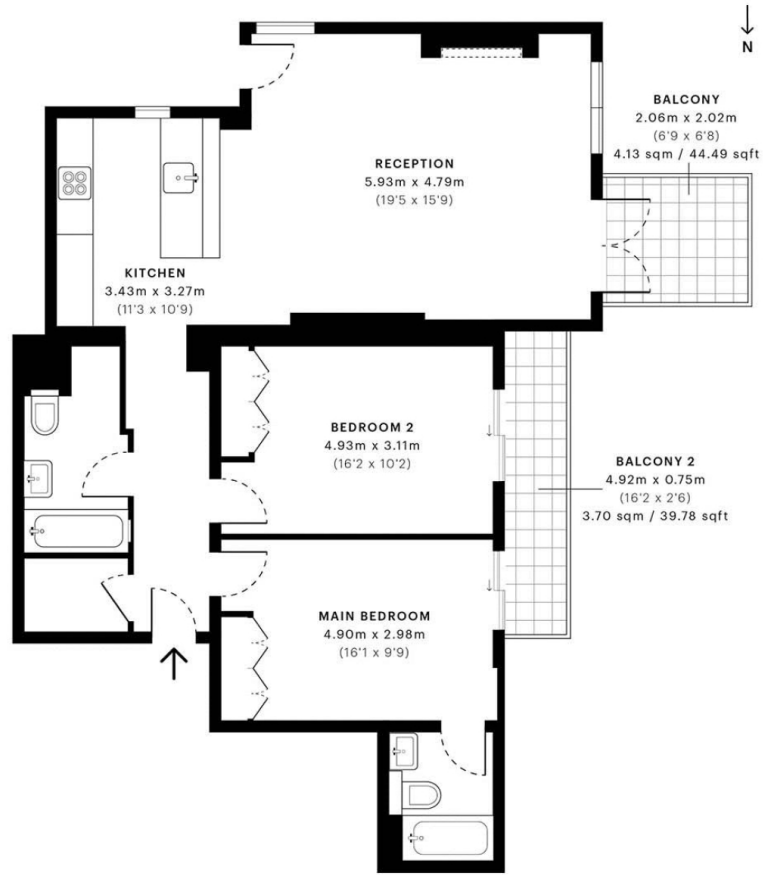 N
BALCONY
2.06m x 2.02m
(6'9 x 6'8)
4.13 sqm / 44.49 sqft
RECEPTION
5.93m x 4.79m
(19'5 x 15'9)
KITCHEN
3.43m x 3.27m
(11'3 x 10'9)
BEDROOM 2
4.93m x 3.11m
(16'2 x 10'2)
BALCONY 2
4.92m x 0.75m
(16'2 x 2'6)
3.70 sqm / 39.78 sqft
MAIN BEDROOM
4.90m x 2.98m
(16'1 x 9'9)